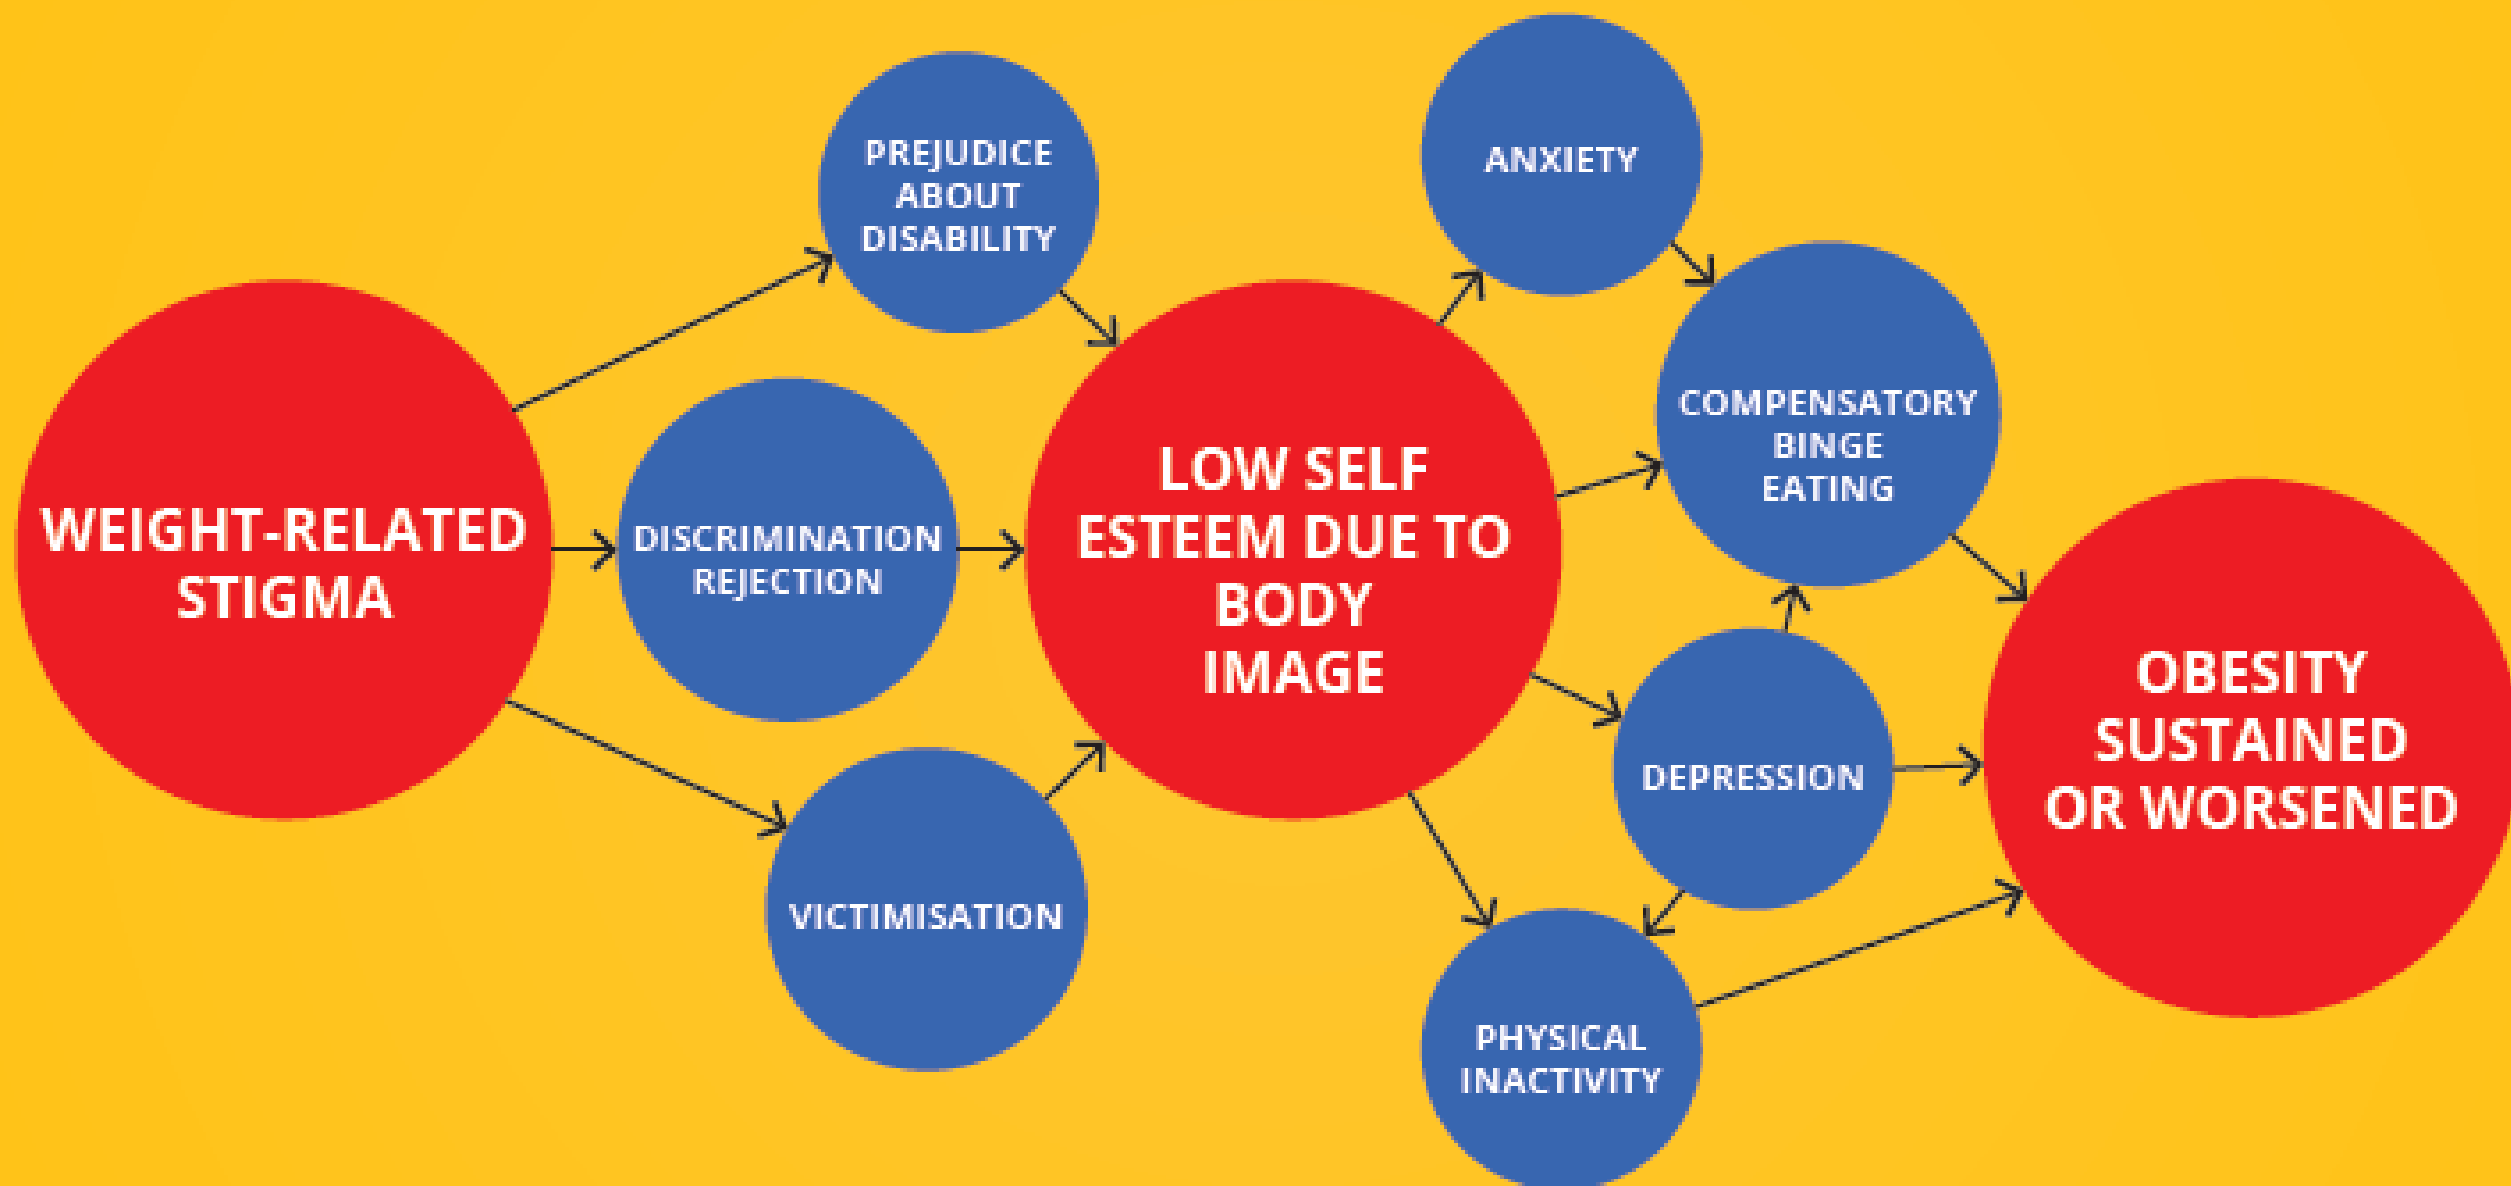 WEIGHT-RELATED
STIGMA
PREJUDICE
ABOUT
DISABILITY
DISCRIMINATION
REJECTION
VICTIMISATION
LOW SELF
ESTEEM DUE TO
BODY
IMAGE
ANXIETY
COMPENSATORY
BINGE
EATING
DEPRESSION
PHYSICAL
INACTIVITY
OBESITY
SUSTAINED
OR WORSENED